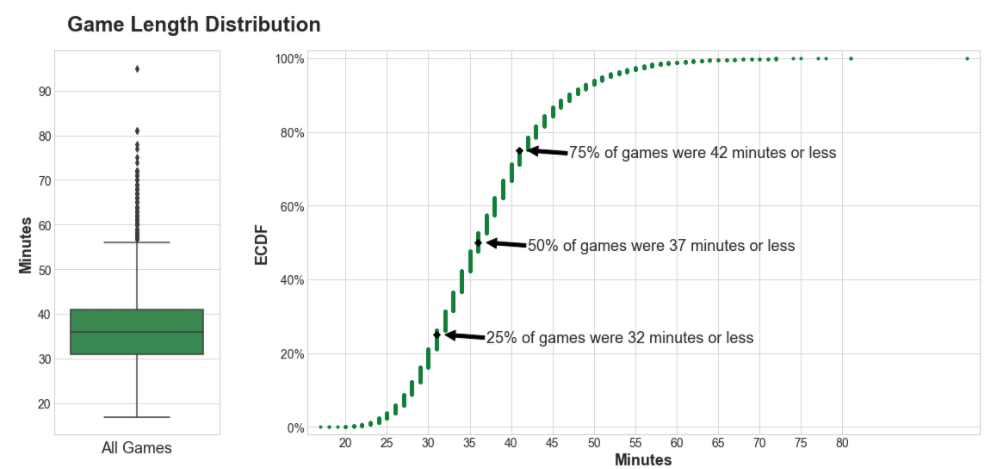 Game Length Distribution
Minutes
90
80
70
60
50
40
30
20
All Games
ECDF
100%
80%
60%
40%
20%
0%
75% of games were 42 minutes or less
50% of games were 37 minutes or less
25% of games were 32 minutes or less
20 25 30 35 40 45 50 55 60 65 70 75 80
Minutes